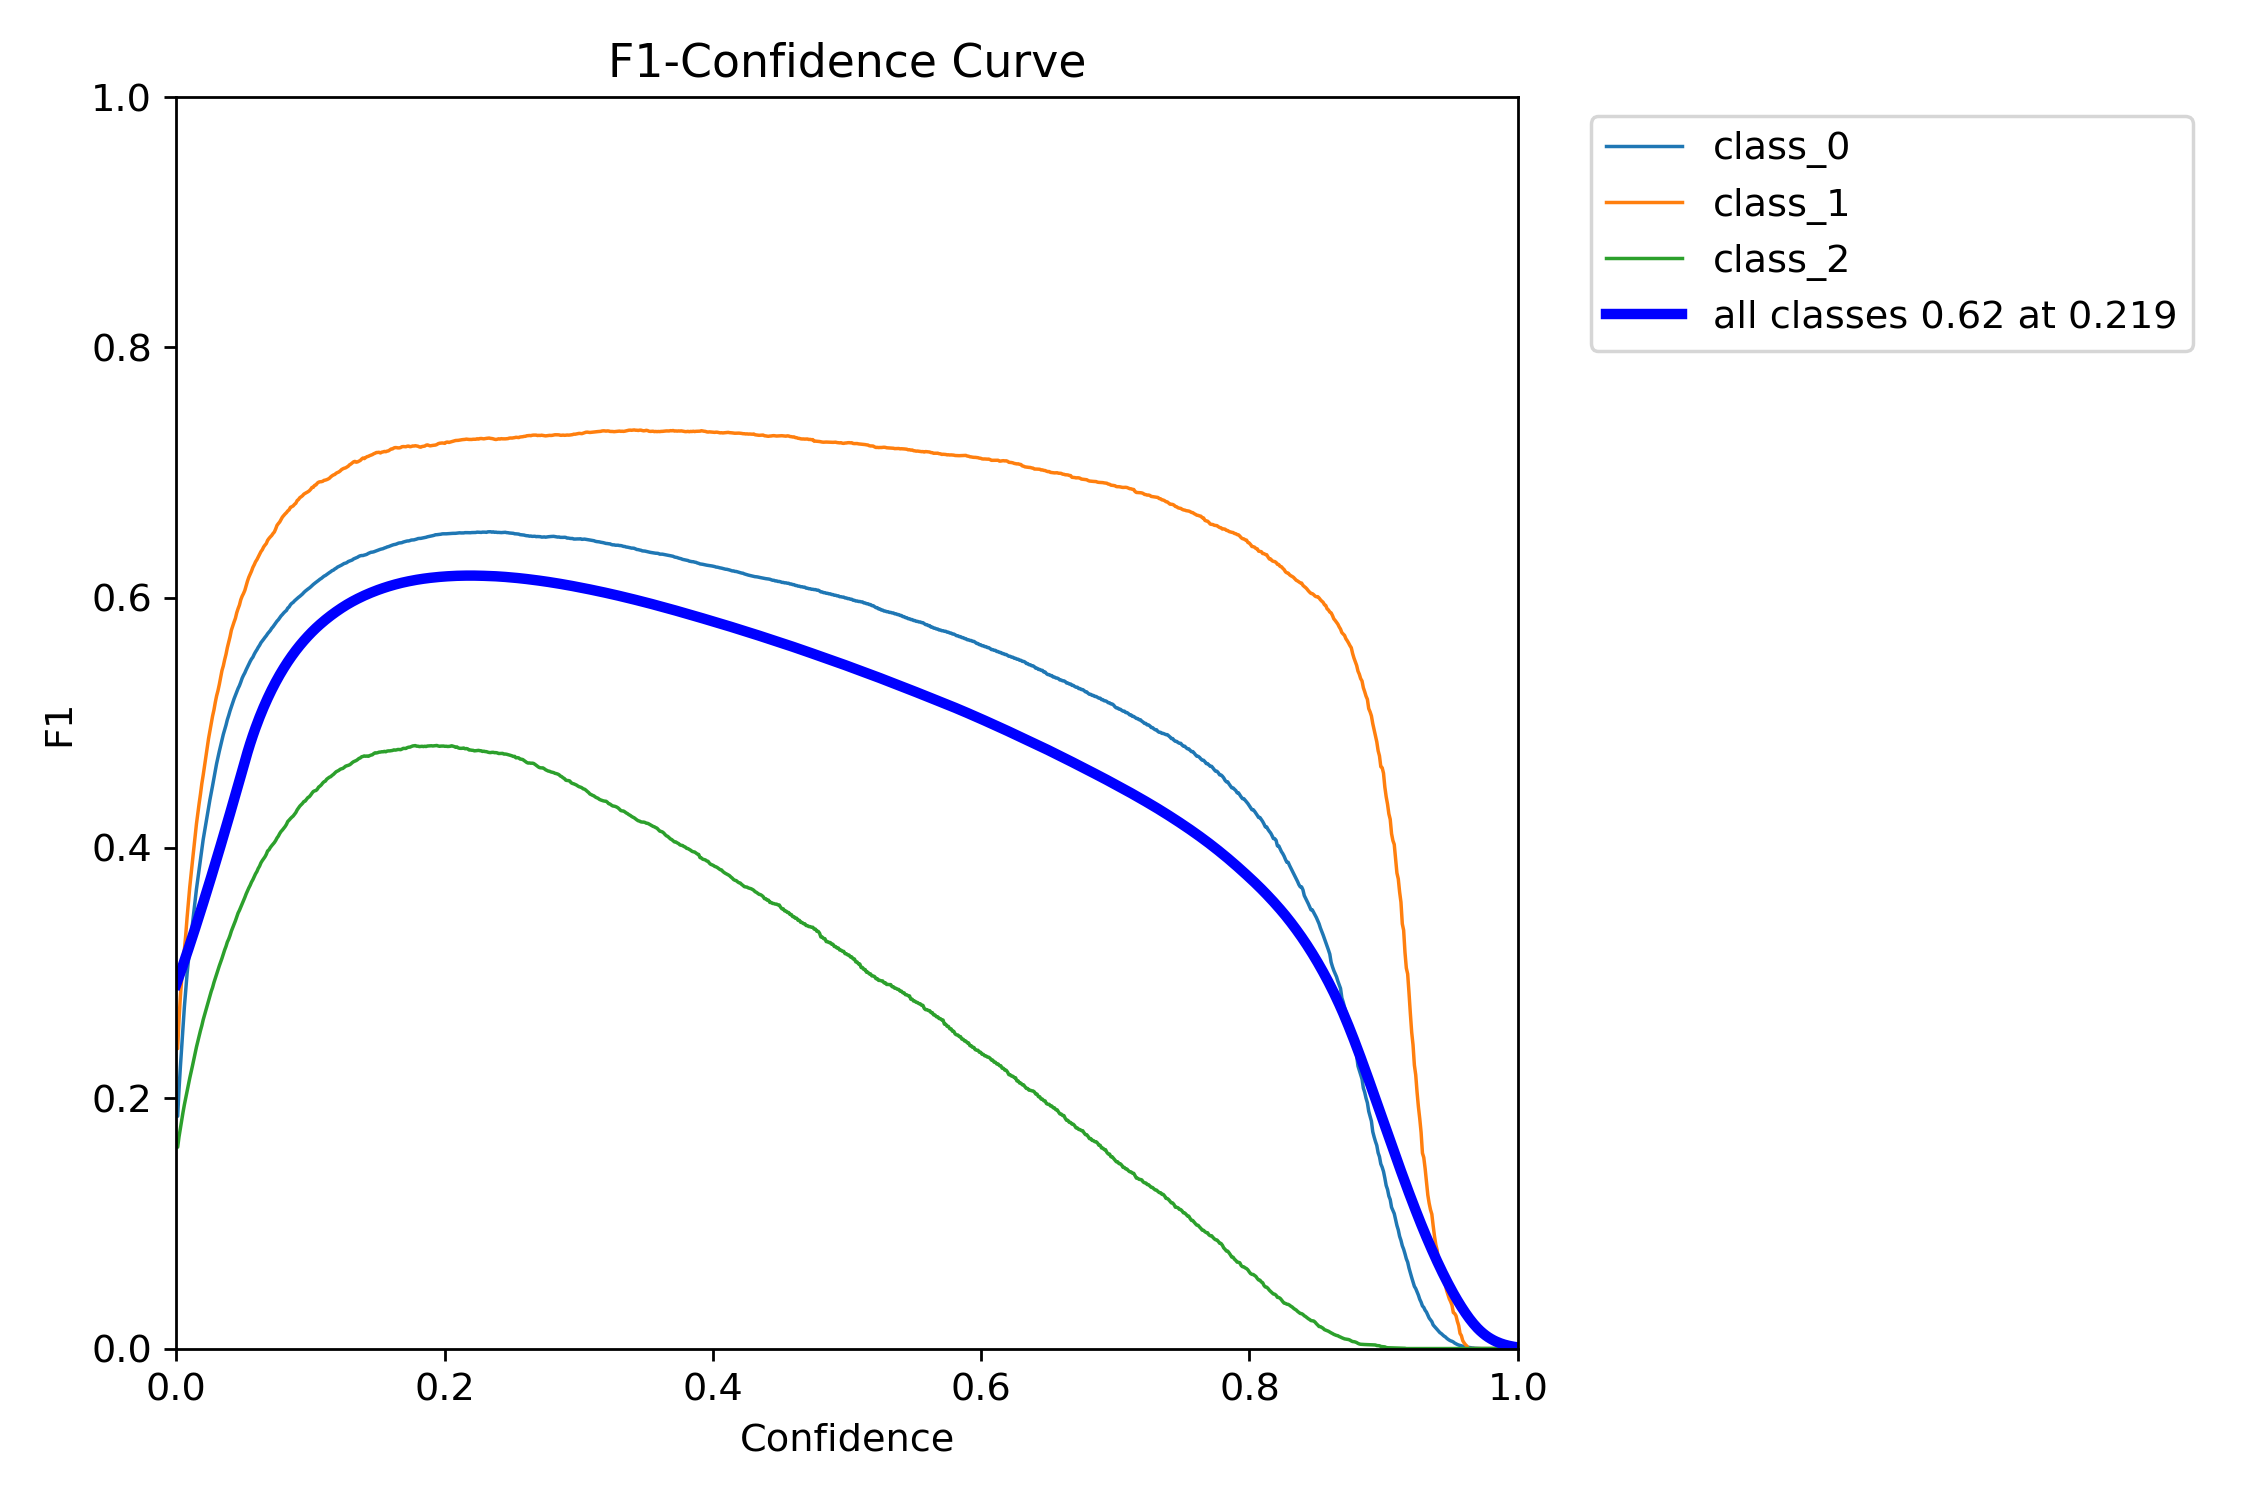 F1-Confidence Curve
1.0
0.8
0.6
0.4
0.2
0.0
F1
0.0 0.2 0.4 0.6 0.8 1.0
Confidence
class_0
class_1
class_2
all classes 0.62 at 0.219